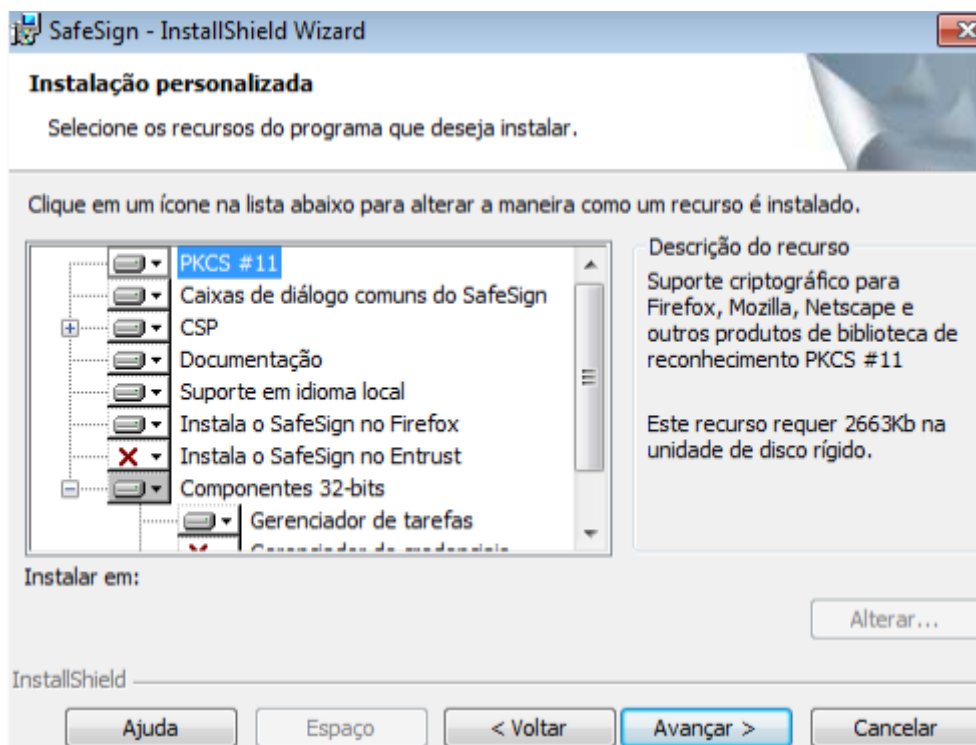 SafeSign - InstallShield Wizard
Instalação personalizada
Selecione os recursos do programa que deseja instalar.
Clique em um ícone na lista abaixo para alterar a maneira como um recurso é instalado.
PKCS #11
Caixas de diálogo comuns do SafeSign
CSP
Documentação
Suporte em idioma local
Instala o SafeSign no Firefox
Instala o SafeSign no Entrust
Componentes 32-bits
Gerenciador de tarefas
Gerenciador de credenciais
Descrição do recurso
Suporte criptográfico para
Firefox, Mozilla, Netscape e
outros produtos de biblioteca de
reconhecimento PKCS #11
Este recurso requer 2663Kb na
unidade de disco rígido.
Instalar em:
Alterar...
InstallShield
Ajuda
Espaço
< Voltar
Avançar >
Cancelar